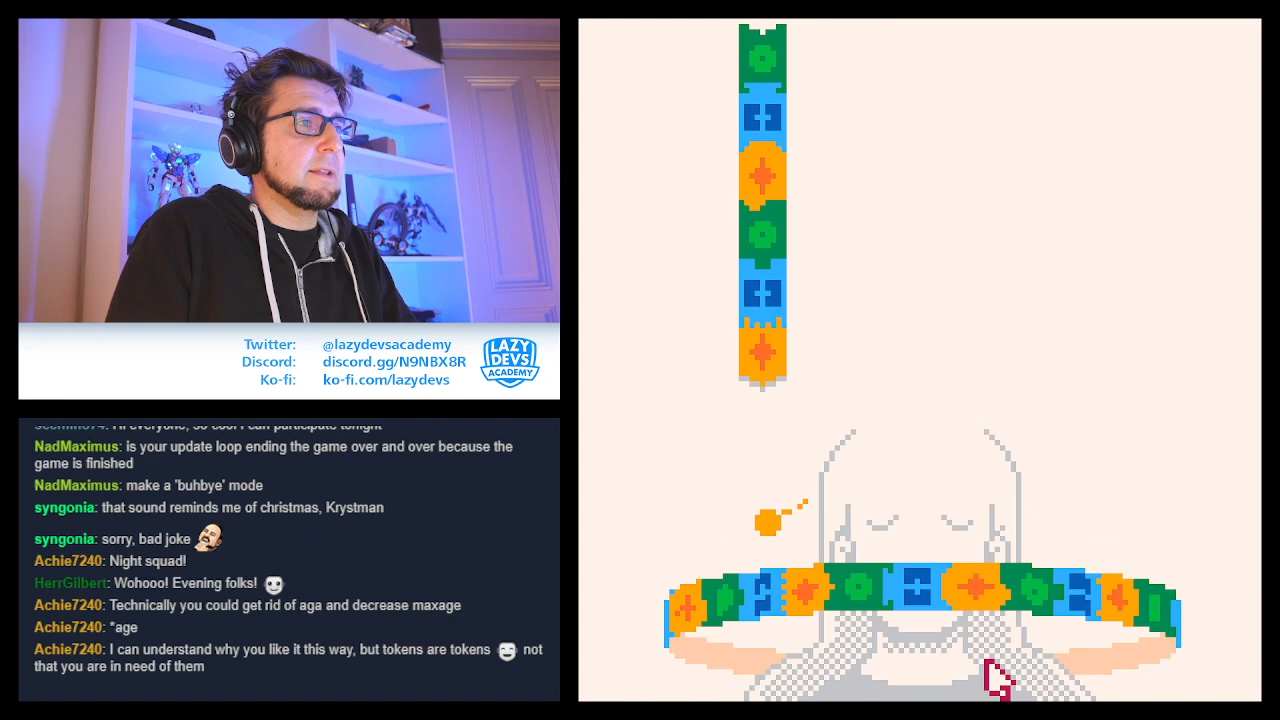 Twitter: @lazydevsacademy
Discord: discord.gg/N9NBX8R
Ko-fi: ko-fi.com/lazydevs
LAZY
DEVS
ACADEMY
NadMaximus: is your update loop ending the game over and over because the
game is finished
NadMaximus: make a 'buhbye' mode
syngonia: that sound reminds me of christmas, Krystman
syngonia: sorry, bad joke
Achie7240: Night squad!
HerrGilbert: Wohooo! Evening folks!
Achie7240: Technically you could get rid of aga and decrease maxage
Achie7240: *age
Achie7240: I can understand why you like it this way, but tokens are tokens not
that you are in need of them